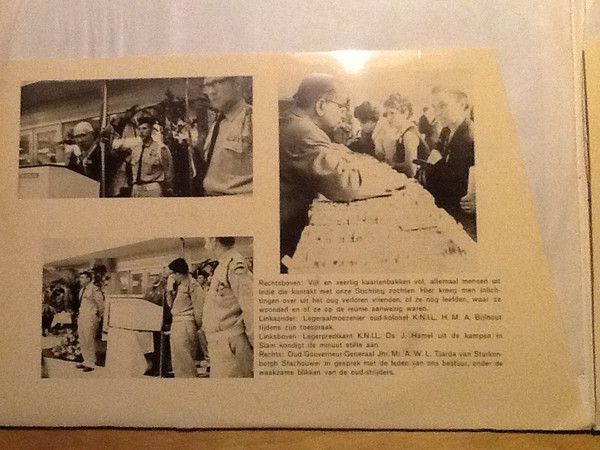 Rechtsboven: Vijf en veertig kaartenbakken vol, allemaal mensen uit
Indië die kontakt met onze Stichting zochten. Hier kreeg men inlich-
tingen over uit het oog verloren vrienden, of ze nog leefden, waar ze
woonden en of ze op de reünie aanwezig waren.
Linksonder: Legeraalmoezenier oud-kolonel K.N.I.L. H. M. A. Bijlhout
tijdens zijn toespraak.
Linksboven: Legerpredikant K.N.I.L. Ds. J. Hamel uit de kampen in
Siam kondigt de minuut stilte aan.
Rechts: Oud-Gouverneur-Generaal Jhr. Mr. A. W. L. Tjarda van Starken-
burgh Stachouwer in gesprek met de leden van ons bestuur, onder de
waakzame blikken van de oud-strijders.